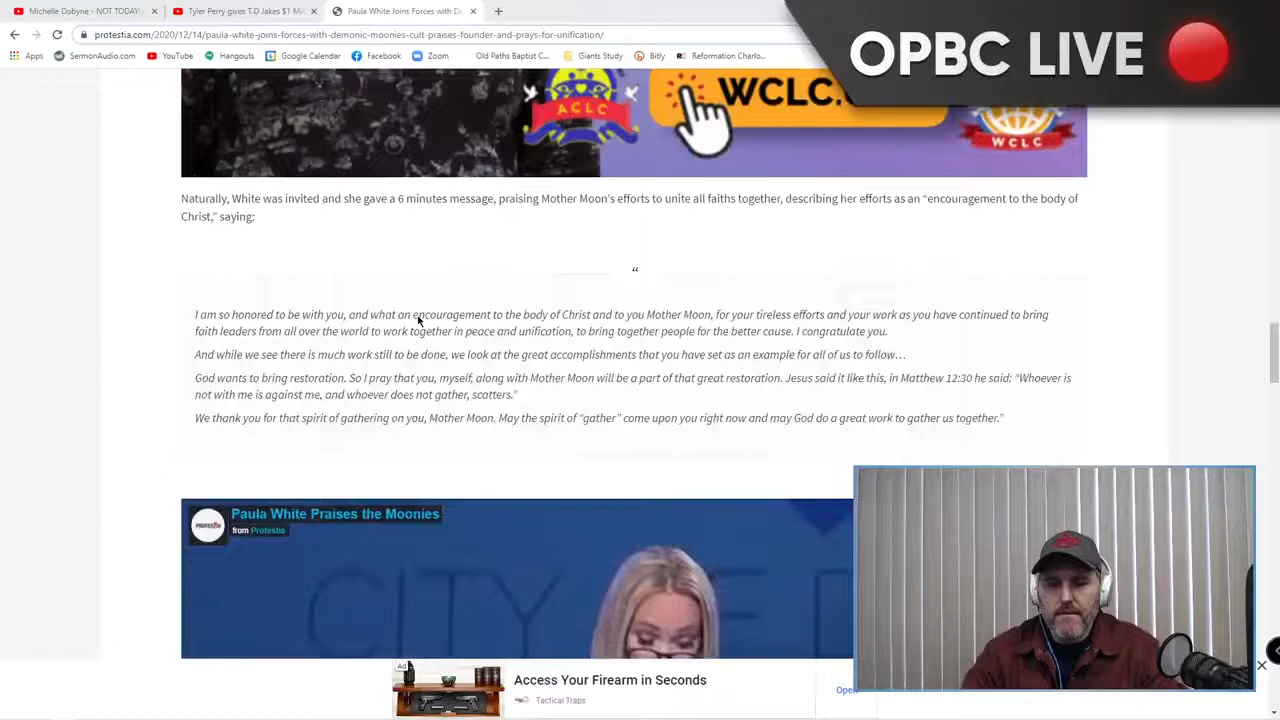 Michelle Dobyne - NOT TODAY!
Tyler Perry gives T.D Jakes $1 Mi
Paula White Joins Forces with De
protestia.com/2020/12/14/paula-white-joins-forces-with-demonic-moonies-cult-praises-founder-and-prays-for-unification/
Apps SermonAudio.com YouTube Hangouts Google Calendar Facebook Zoom Old Paths Baptist C... Giants Study Bitly Reformation Charlo...
OPBC LIVE
ACLC
WCLC.
WCLC
Naturally, White was invited and she gave a 6 minutes message, praising Mother Moon's efforts to unite all faiths together, describing her efforts as an “encouragement to the body of
Christ,” saying:
“
I am so honored to be with you, and what an encouragement to the body of Christ and to you Mother Moon, for your tireless efforts and your work as you have continued to bring
faith leaders from all over the world to work together in peace and unification, to bring together people for the better cause. I congratulate you.
And while we see there is much work still to be done, we look at the great accomplishments that you have set as an example for all of us to follow…
God wants to bring restoration. So I pray that you, myself, along with Mother Moon will be a part of that great restoration. Jesus said it like this, in Matthew 12:30 he said: “Whoever is
not with me is against me, and whoever does not gather, scatters.”
We thank you for that spirit of gathering on you, Mother Moon. May the spirit of “gather” come upon you right now and may God do a great work to gather us together.”
PROTESTIA
Paula White Praises the Moonies
from Protestia
CITY
Ad
Access Your Firearm in Seconds
Tactical Traps
Open